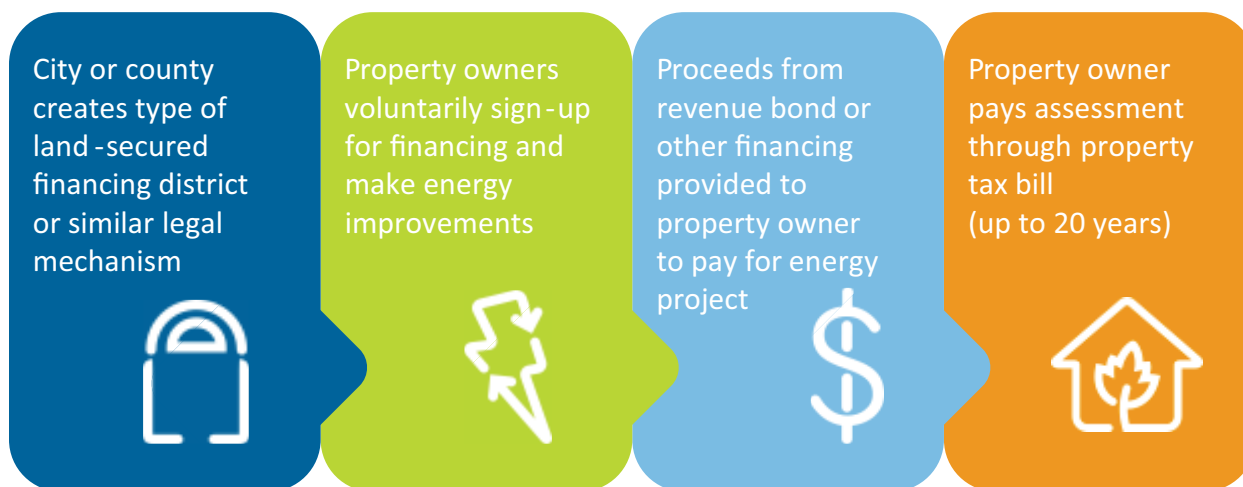 City or county
creates type of
land-secured
financing district
or similar legal
mechanism
Property owners
voluntarily sign-up
for financing and
make energy
improvements
Proceeds from
revenue bond or
other financing
provided to
property owner
to pay for energy
project
Property owner
pays assessment
through property
tax bill
(up to 20 years)